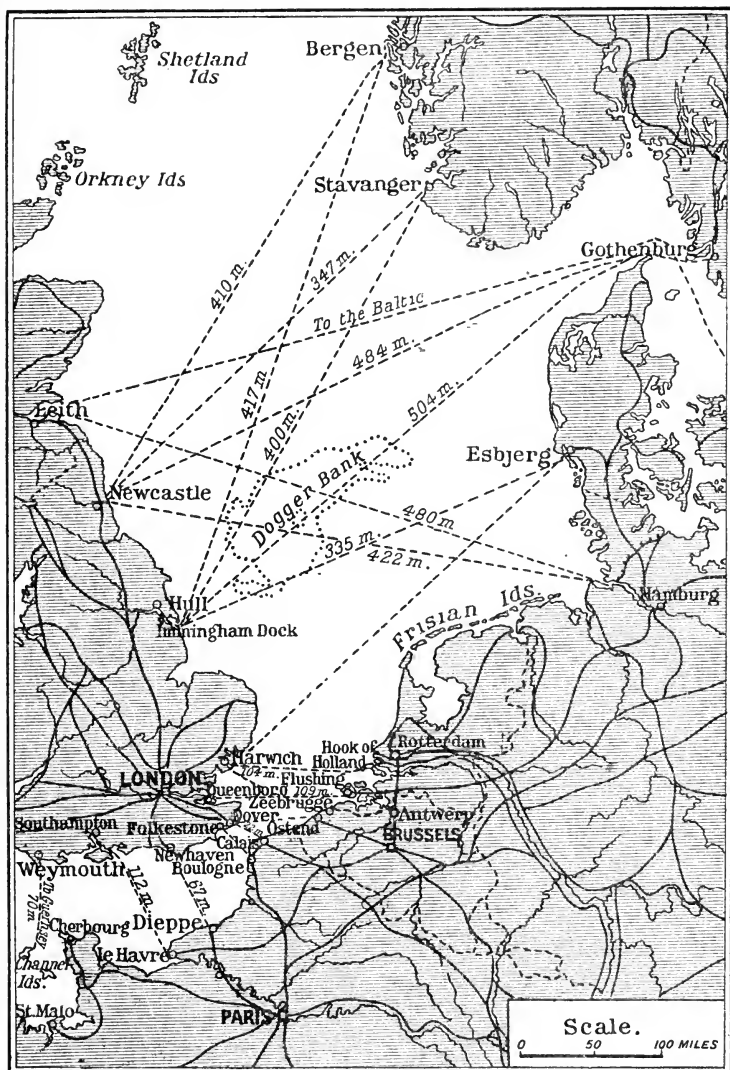 Shetland
Ids
Bergen
Orkney Ids
Stavanger
Gothenburg
410 m.
347 m.
To the Baltic
484 m.
417 m
400 m.
504 m.
Leith
Esbjerg
Dogger Bank
Newcastle
480 m
335 m
422 m.
Hull
Immingham Dock
Hamburg
Frisian Ids.
Harwich
Hook of
Holland
Rotterdam
104 m.
LONDON
Flushing
Queenboro
109 m.
Zeebrugge
Southampton
Folkestone
Dover
Ostend
Antwerp
Calais
BRUSSELS
Newhaven
Boulogne
Weymouth
112 m.
67 m.
To Guernsey
70 m
Cherbourg
Dieppe
le Havre
Channel
Ids.
St. Malo
PARIS
Scale.
0 50 100 MILES